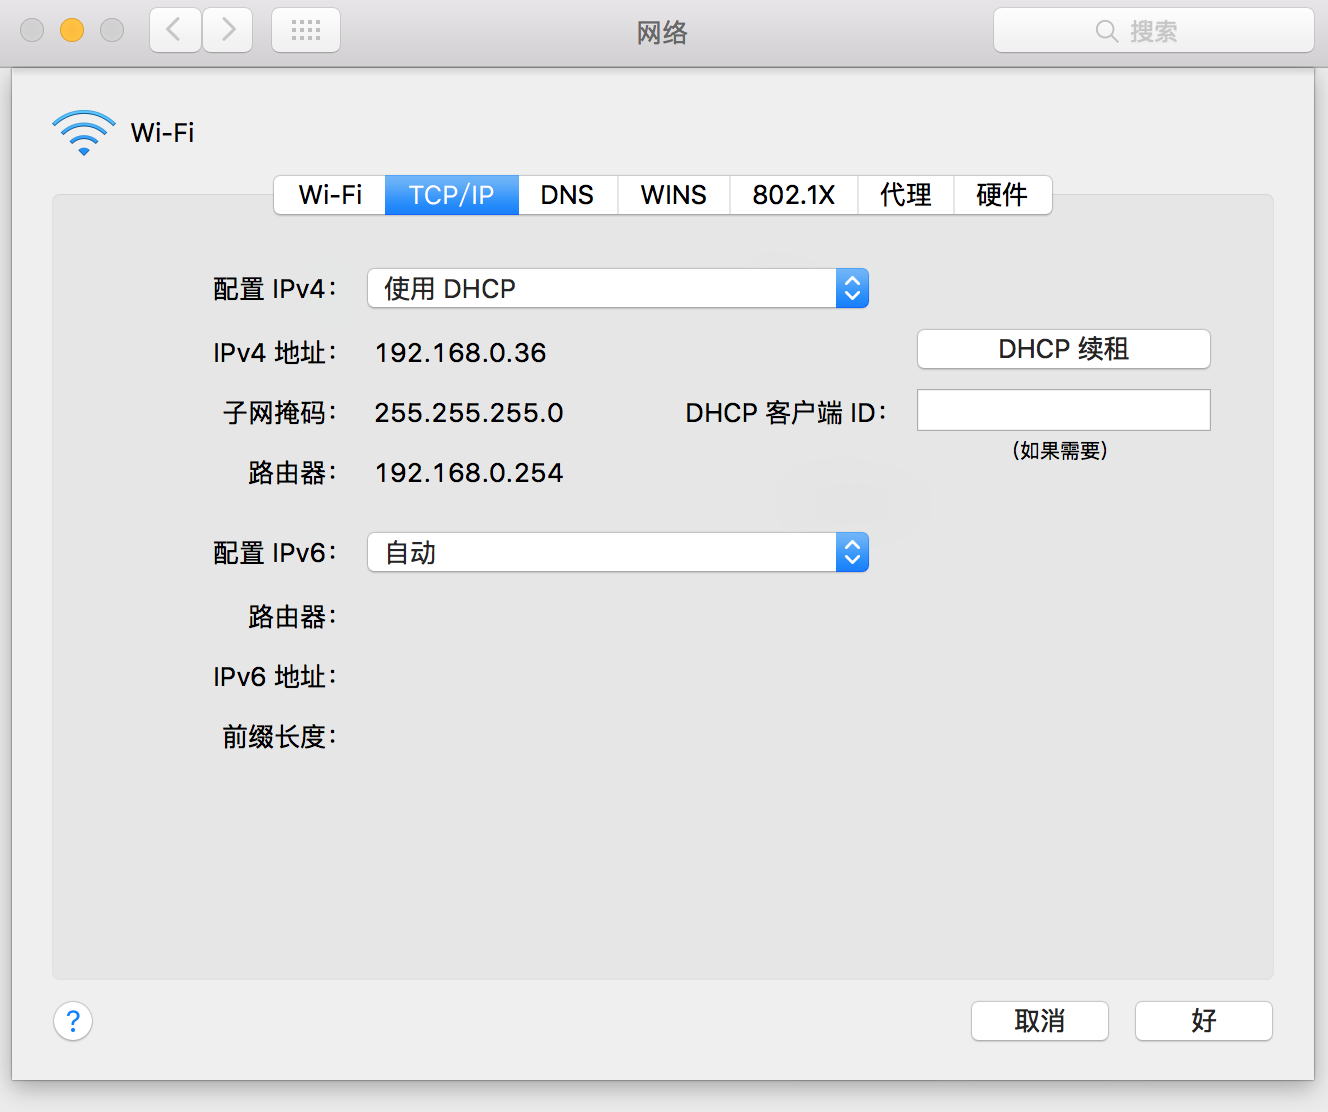 网络
搜索
Wi-Fi
Wi-Fi TCP/IP DNS WINS 802.1X 代理 硬件
配置 IPv4： 使用 DHCP
IPv4 地址： 192.168.0.36 DHCP 续租
子网掩码： 255.255.255.0 DHCP 客户端 ID：
(如果需要)
路由器： 192.168.0.254
配置 IPv6： 自动
路由器：
IPv6 地址：
前缀长度：
? 取消 好